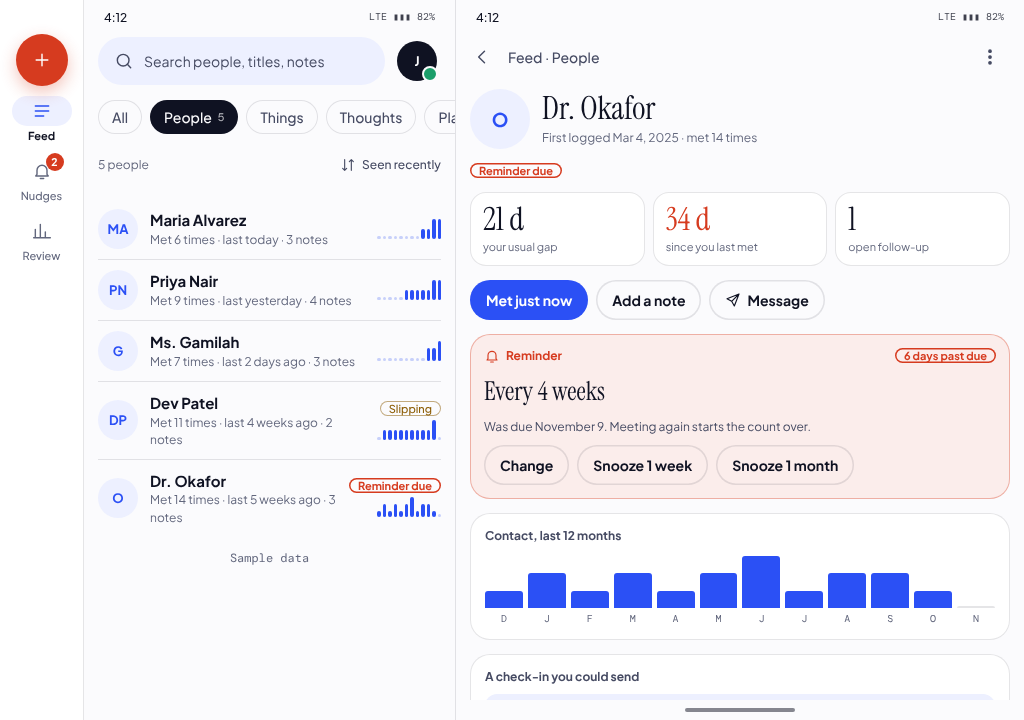 4:12
LTE 82%
Search people, titles, notes
J
Feed
2
Nudges
Review
All
People 5
Things
Thoughts
Pla
5 people
Seen recently
MA
Maria Alvarez
Met 6 times · last today · 3 notes
PN
Priya Nair
Met 9 times · last yesterday · 4 notes
G
Ms. Gamilah
Met 7 times · last 2 days ago · 3 notes
DP
Dev Patel
Met 11 times · last 4 weeks ago · 2
notes
Slipping
O
Dr. Okafor
Met 14 times · last 5 weeks ago · 3
notes
Reminder due
Sample data
4:12
LTE 82%
Feed · People
O
Dr. Okafor
First logged Mar 4, 2025 · met 14 times
Reminder due
21 d
your usual gap
34 d
since you last met
1
open follow-up
Met just now
Add a note
Message
Reminder
6 days past due
Every 4 weeks
Was due November 9. Meeting again starts the count over.
Change
Snooze 1 week
Snooze 1 month
Contact, last 12 months
D J F M A M J J A S O N
A check-in you could send